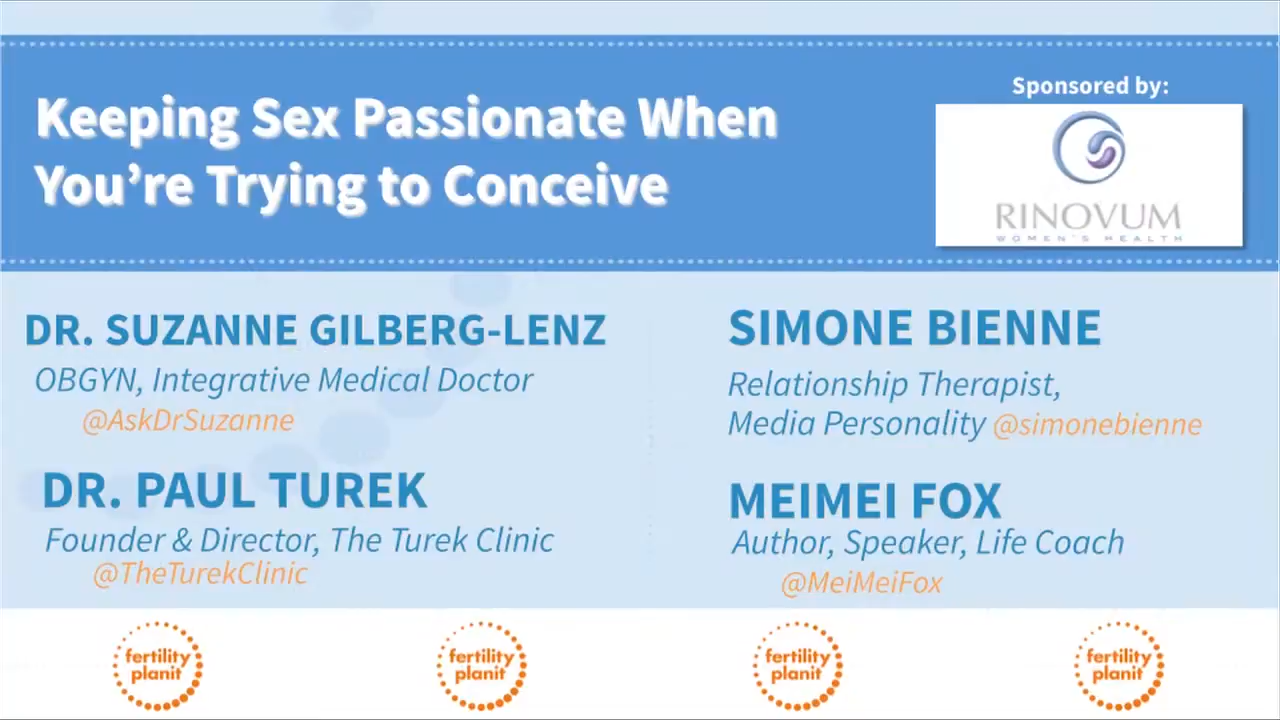 Keeping Sex Passionate When
You’re Trying to Conceive
Sponsored by:
RINOVUM
WOMEN'S HEALTH
DR. SUZANNE GILBERG-LENZ
OBGYN, Integrative Medical Doctor
@AskDrSuzanne
SIMONE BIENNE
Relationship Therapist,
Media Personality @simonebienne
DR. PAUL TUREK
Founder & Director, The Turek Clinic
@TheTurekClinic
MEIMEI FOX
Author, Speaker, Life Coach
@MeiMeiFox
fertility
planit
fertility
planit
fertility
planit
fertility
planit